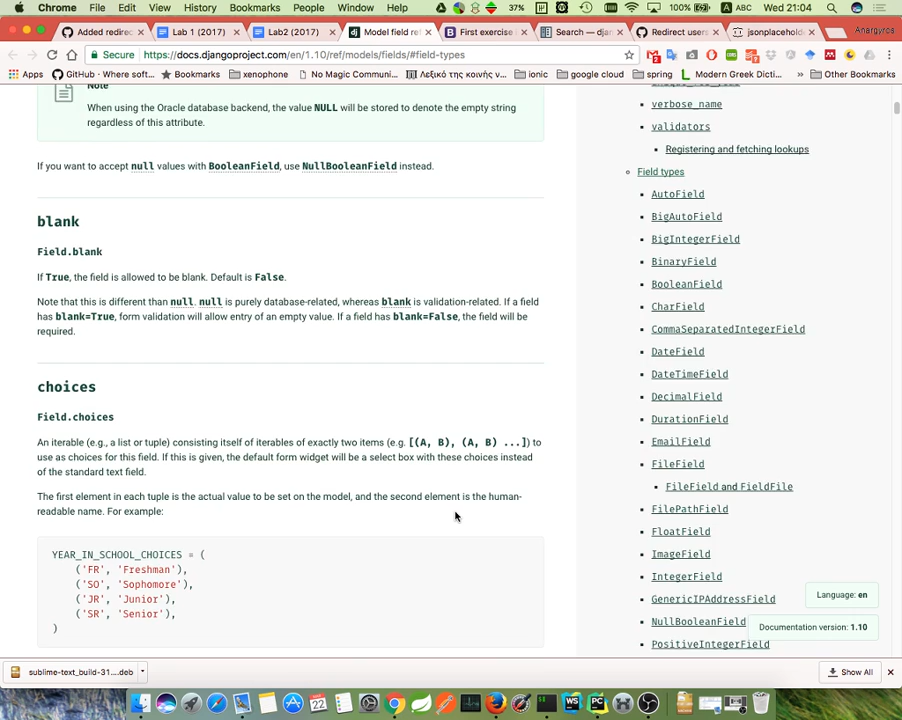 Chrome File Edit View History Bookmarks People Window Help
37% 100% ABC Wed 22 Mar 21:04
Added redirec
Lab 1 (2017)
Lab2 (2017)
Model field re
First exercise
Search — djan
Redirect users
jsonplacehold
Anargyros
Secure https://docs.djangoproject.com/en/1.10/ref/models/fields/#field-types
Apps GitHub · Where soft... Bookmarks xenophone No Magic Communi... Λεξικό της κοινής ν... ionic google cloud spring Modern Greek Dictio... Other Bookmarks
Note
When using the Oracle database backend, the value NULL will be stored to denote the empty string
regardless of this attribute.
If you want to accept null values with BooleanField, use NullBooleanField instead.
blank
Field.blank
If True, the field is allowed to be blank. Default is False.
Note that this is different than null. null is purely database-related, whereas blank is validation-related. If a field
has blank=True, form validation will allow entry of an empty value. If a field has blank=False, the field will be
required.
choices
Field.choices
An iterable (e.g., a list or tuple) consisting itself of iterables of exactly two items (e.g. [(A, B), (A, B) ...]) to
use as choices for this field. If this is given, the default form widget will be a select box with these choices instead
of the standard text field.
The first element in each tuple is the actual value to be set on the model, and the second element is the human-
readable name. For example:
YEAR_IN_SCHOOL_CHOICES = (
('FR', 'Freshman'),
('SO', 'Sophomore'),
('JR', 'Junior'),
('SR', 'Senior'),
)
verbose_name
validators
Registering and fetching lookups
Field types
AutoField
BigAutoField
BigIntegerField
BinaryField
BooleanField
CharField
CommaSeparatedIntegerField
DateField
DateTimeField
DecimalField
DurationField
EmailField
FileField
FileField and FieldFile
FilePathField
FloatField
ImageField
IntegerField
GenericIPAddressField
NullBooleanField
PositiveIntegerField
Language: en
Documentation version: 1.10
sublime-text_build-31....deb
Show All